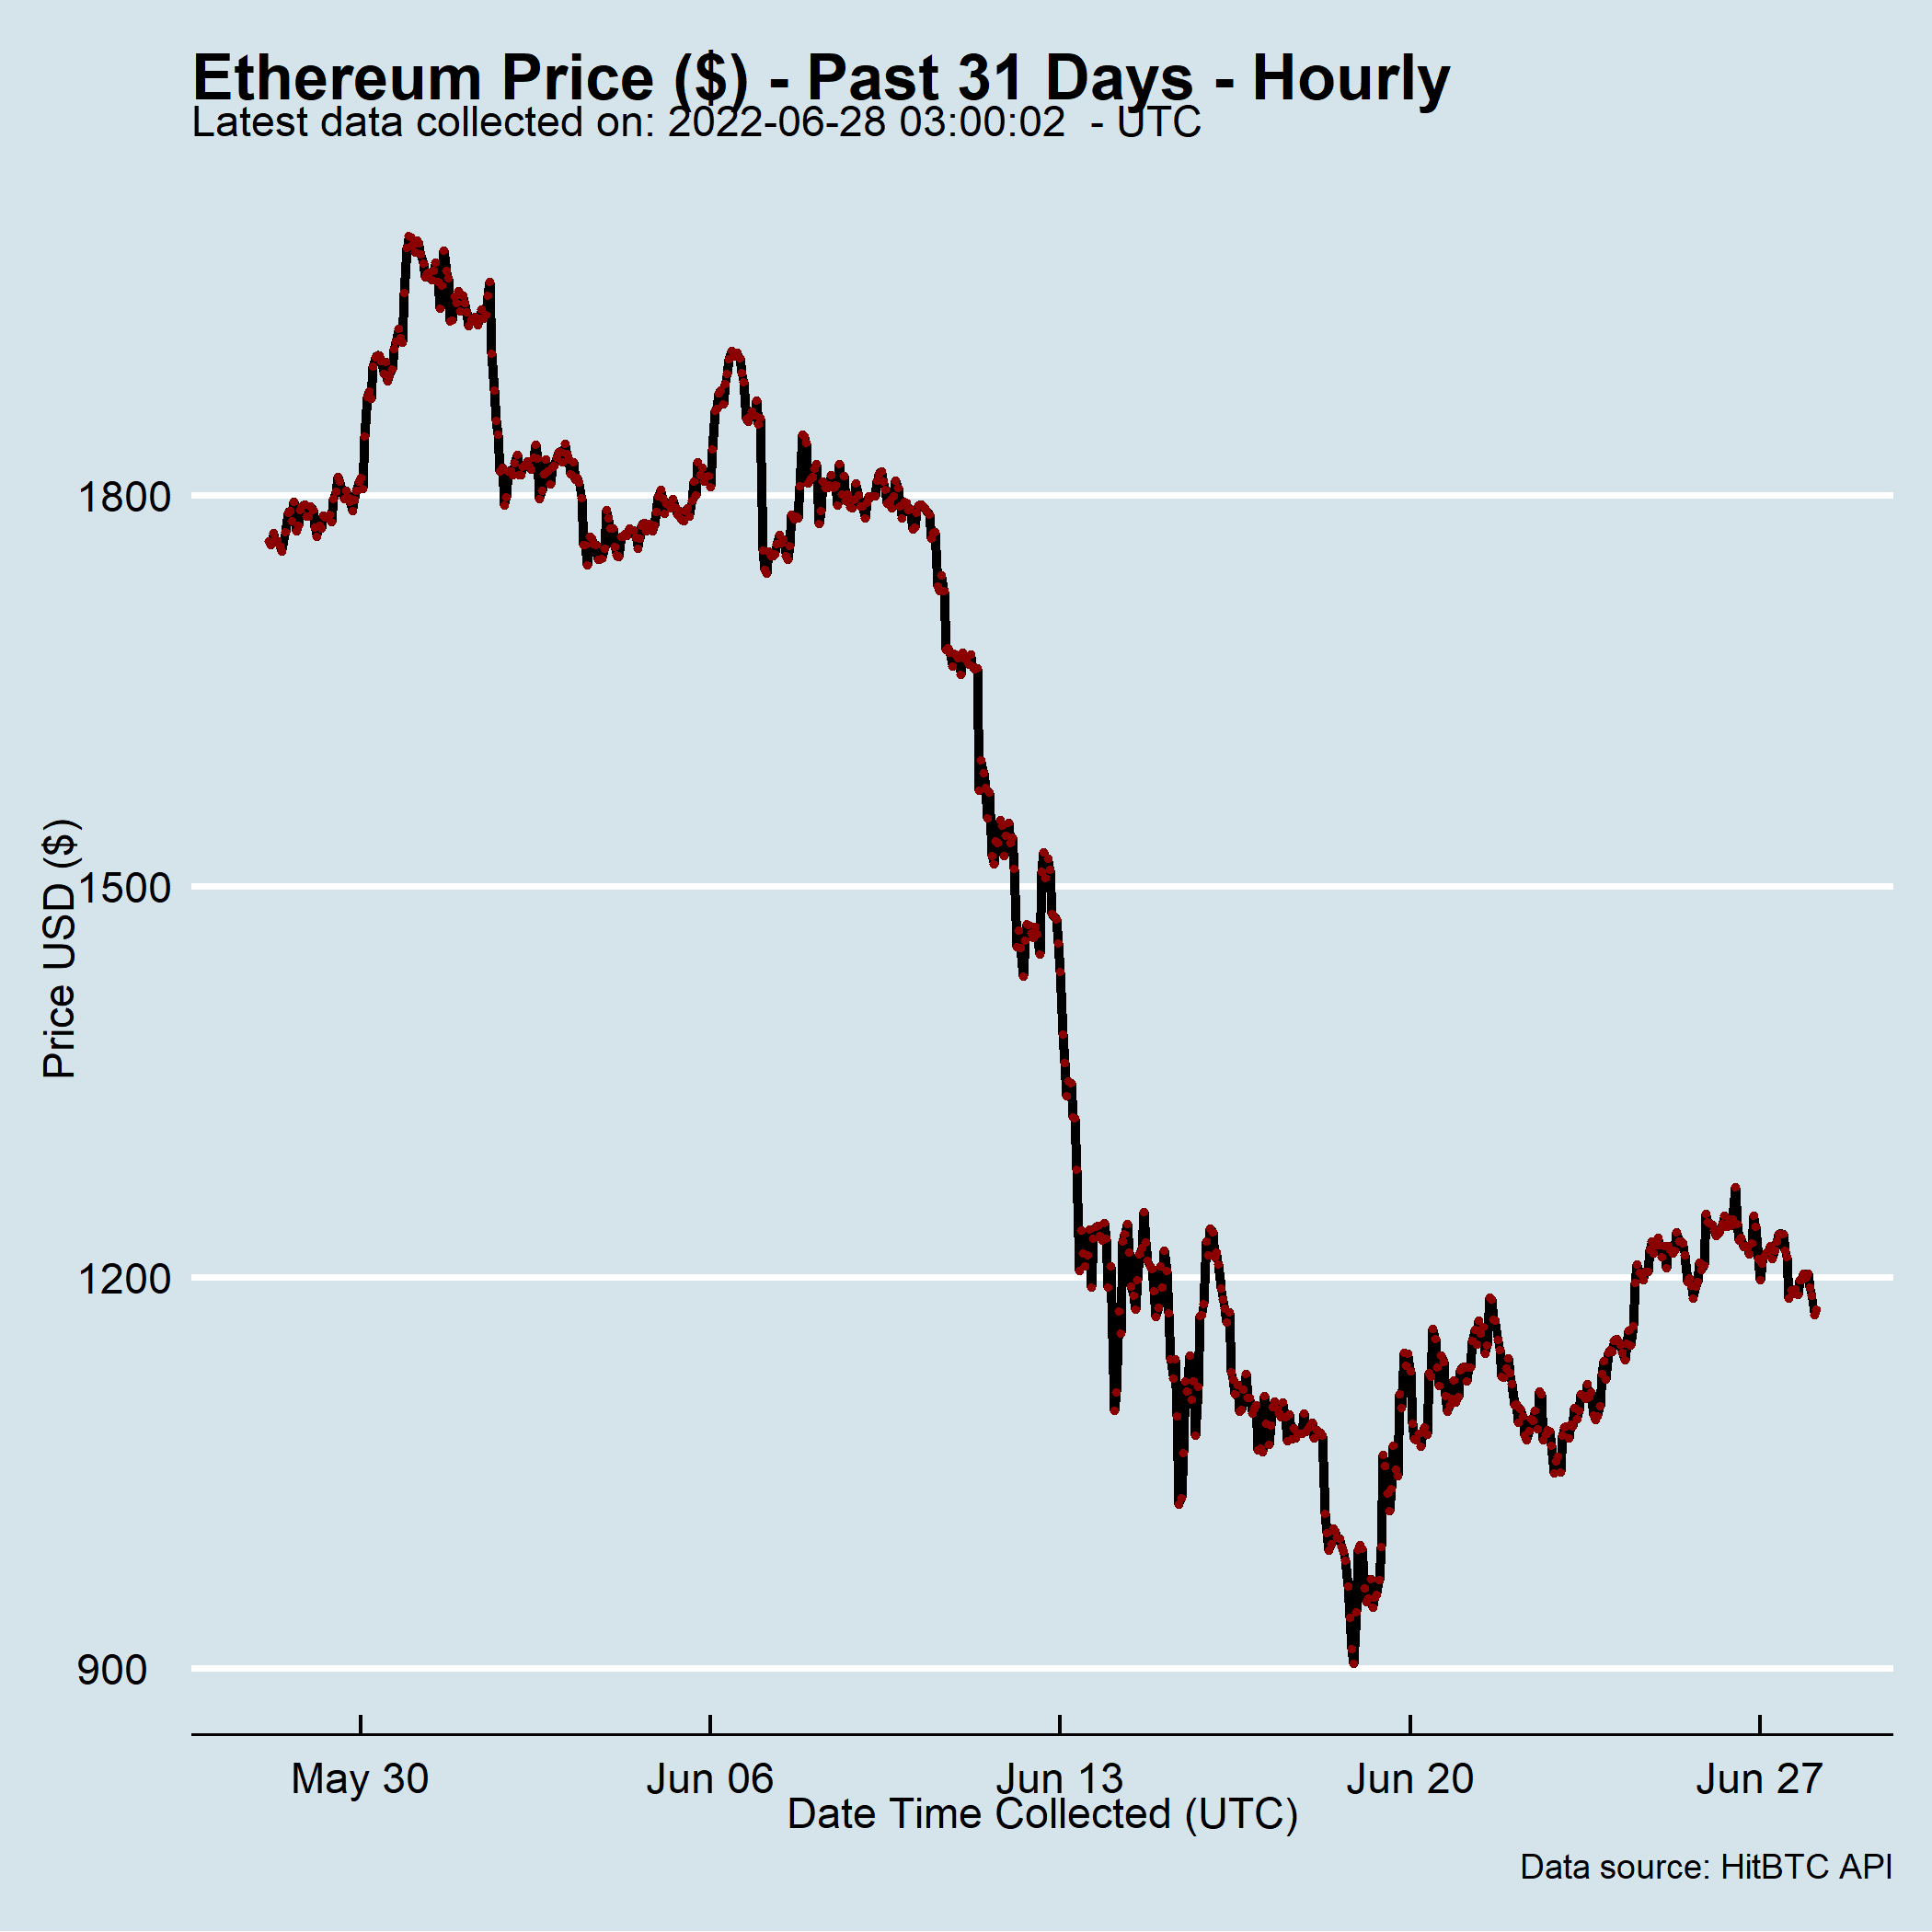 Ethereum Price ($) - Past 31 Days - Hourly
Latest data collected on: 2022-06-28 03:00:02  - UTC
1800
1500
1200
900
Price USD ($)
May 30
Jun 06
Jun 13
Jun 20
Jun 27
Date Time Collected (UTC)
Data source: HitBTC API